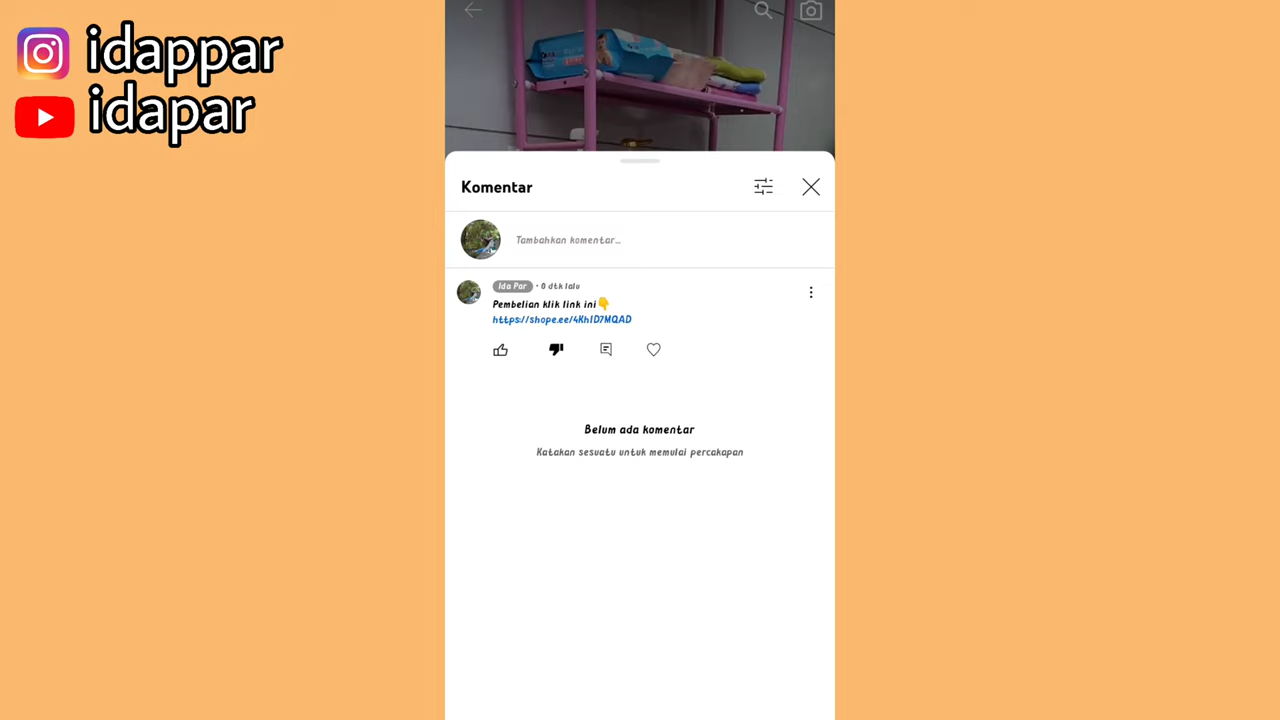 idappar
idapar
Komentar
Tambahkan komentar...
Ida Par • 0 dtk lalu
Pembelian klik link ini👇
https://shope.ee/4KhID7MQAD
Belum ada komentar
Katakan sesuatu untuk memulai percakapan